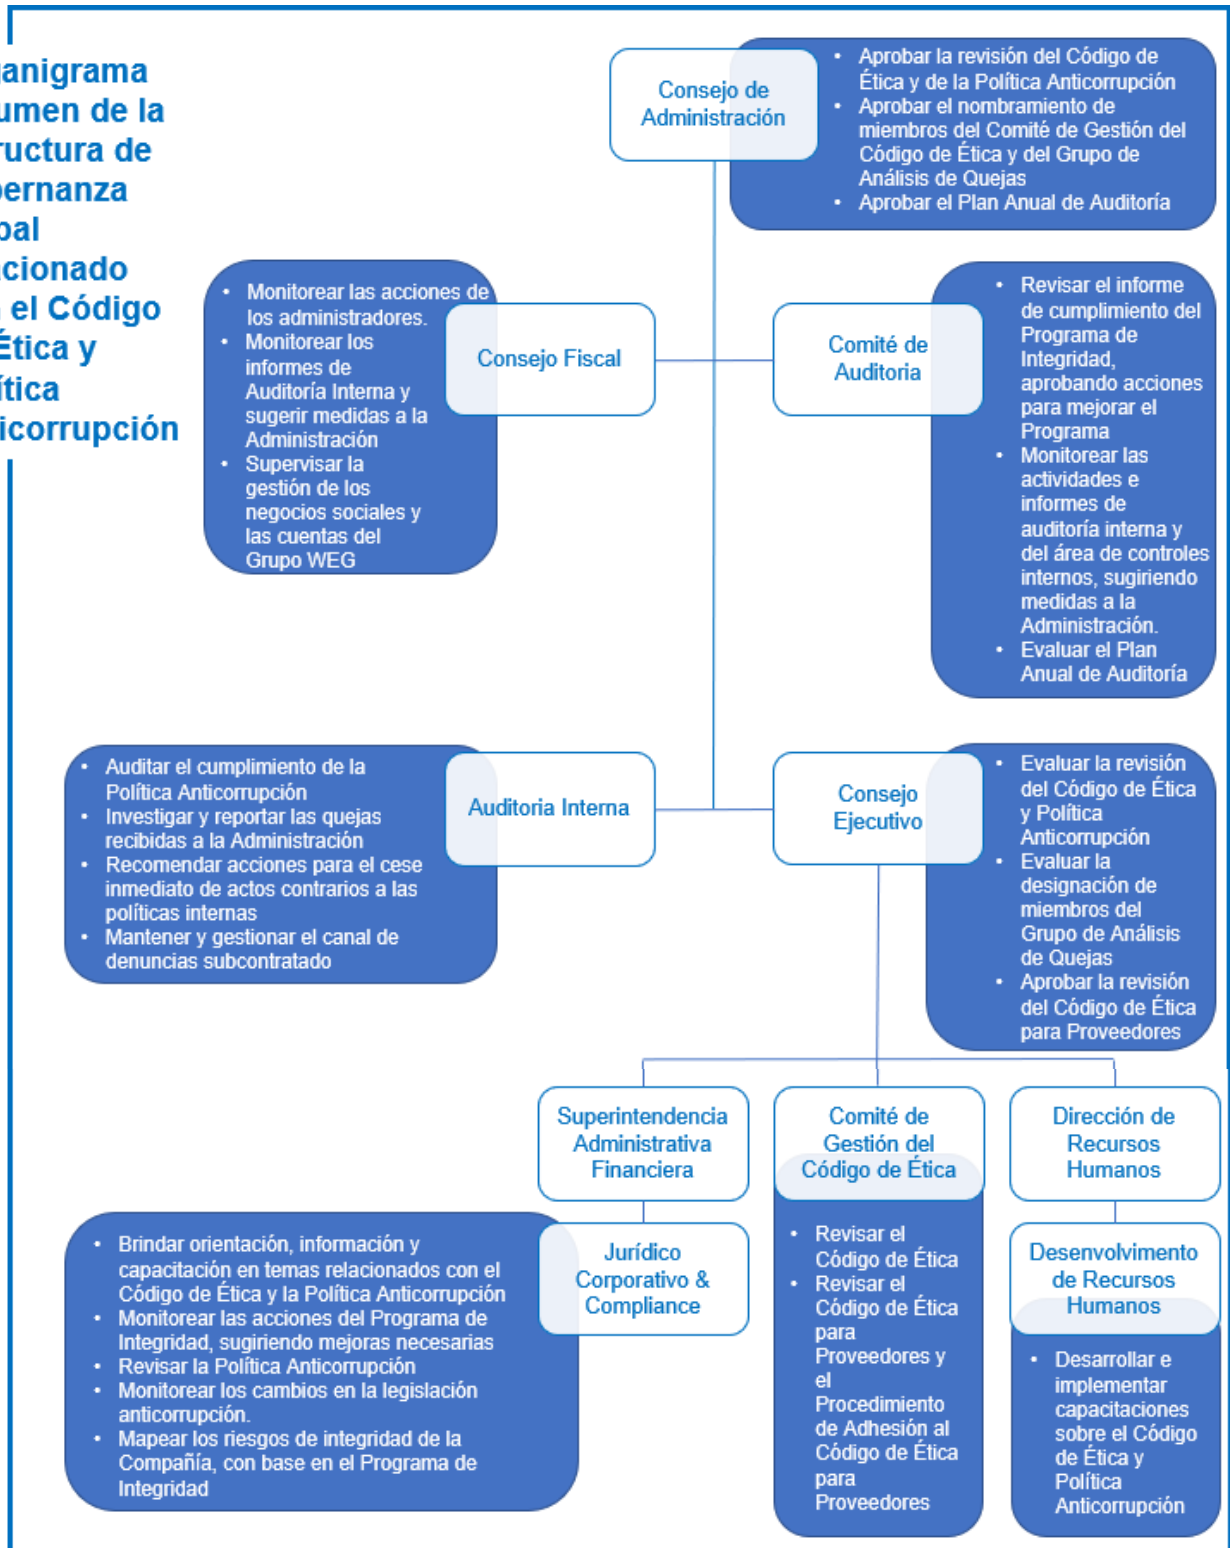 anigrama
umen de la
ructura de
ernanza
bal
acionado
el Código
Ética y
ítica
icorrupción
Consejo de
Administración
• Aprobar la revisión del Código de
Ética y de la Política Anticorrupción
• Aprobar el nombramiento de
miembros del Comité de Gestión del
Código de Ética y del Grupo de
Análisis de Quejas
• Aprobar el Plan Anual de Auditoría
• Monitorear las acciones de
los administradores.
• Monitorear los
informes de
Auditoría Interna y
sugerir medidas a la
Administración
• Supervisar la
gestión de los
negocios sociales y
las cuentas del
Grupo WEG
Consejo Fiscal
Comité de
Auditoria
• Revisar el informe
de cumplimiento del
Programa de
Integridad,
aprobando acciones
para mejorar el
Programa
• Monitorear las
actividades e
informes de
auditoría interna y
del área de controles
internos, sugiriendo
medidas a la
Administración.
• Evaluar el Plan
Anual de Auditoría
• Auditar el cumplimiento de la
Política Anticorrupción
• Investigar y reportar las quejas
recibidas a la Administración
• Recomendar acciones para el cese
inmediato de actos contrarios a las
políticas internas
• Mantener y gestionar el canal de
denuncias subcontratado
Auditoria Interna
Consejo
Ejecutivo
• Evaluar la revisión
del Código de Ética
y Política
Anticorrupción
• Evaluar la
designación de
miembros del
Grupo de Análisis
de Quejas
• Aprobar la revisión
del Código de Ética
para Proveedores
Superintendencia
Administrativa
Financiera
Comité de
Gestión del
Código de Ética
Dirección de
Recursos
Humanos
• Brindar orientación, información y
capacitación en temas relacionados con el
Código de Ética y la Política Anticorrupción
• Monitorear las acciones del Programa de
Integridad, sugiriendo mejoras necesarias
• Revisar la Política Anticorrupción
• Monitorear los cambios en la legislación
anticorrupción.
• Mapear los riesgos de integridad de la
Compañía, con base en el Programa de
Integridad
Jurídico
Corporativo &
Compliance
• Revisar el
Código de Ética
• Revisar el
Código de Ética
para
Proveedores y
el
Procedimiento
de Adhesión al
Código de Ética
para
Proveedores
Desenvolvimento
de Recursos
Humanos
• Desarrollar e
implementar
capacitaciones
sobre el Código
de Ética y
Política
Anticorrupción